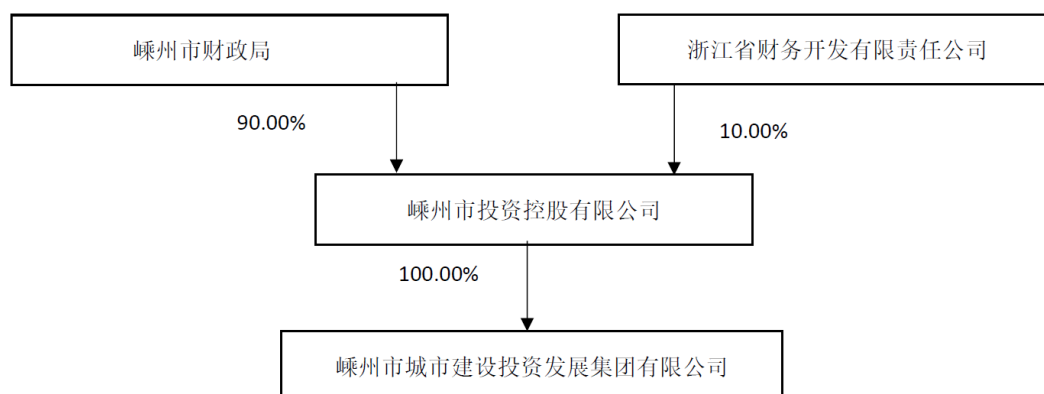 嵊州市财政局
浙江省财务开发有限责任公司
90.00%
10.00%
嵊州市投资控股有限公司
100.00%
嵊州市城市建设投资发展集团有限公司